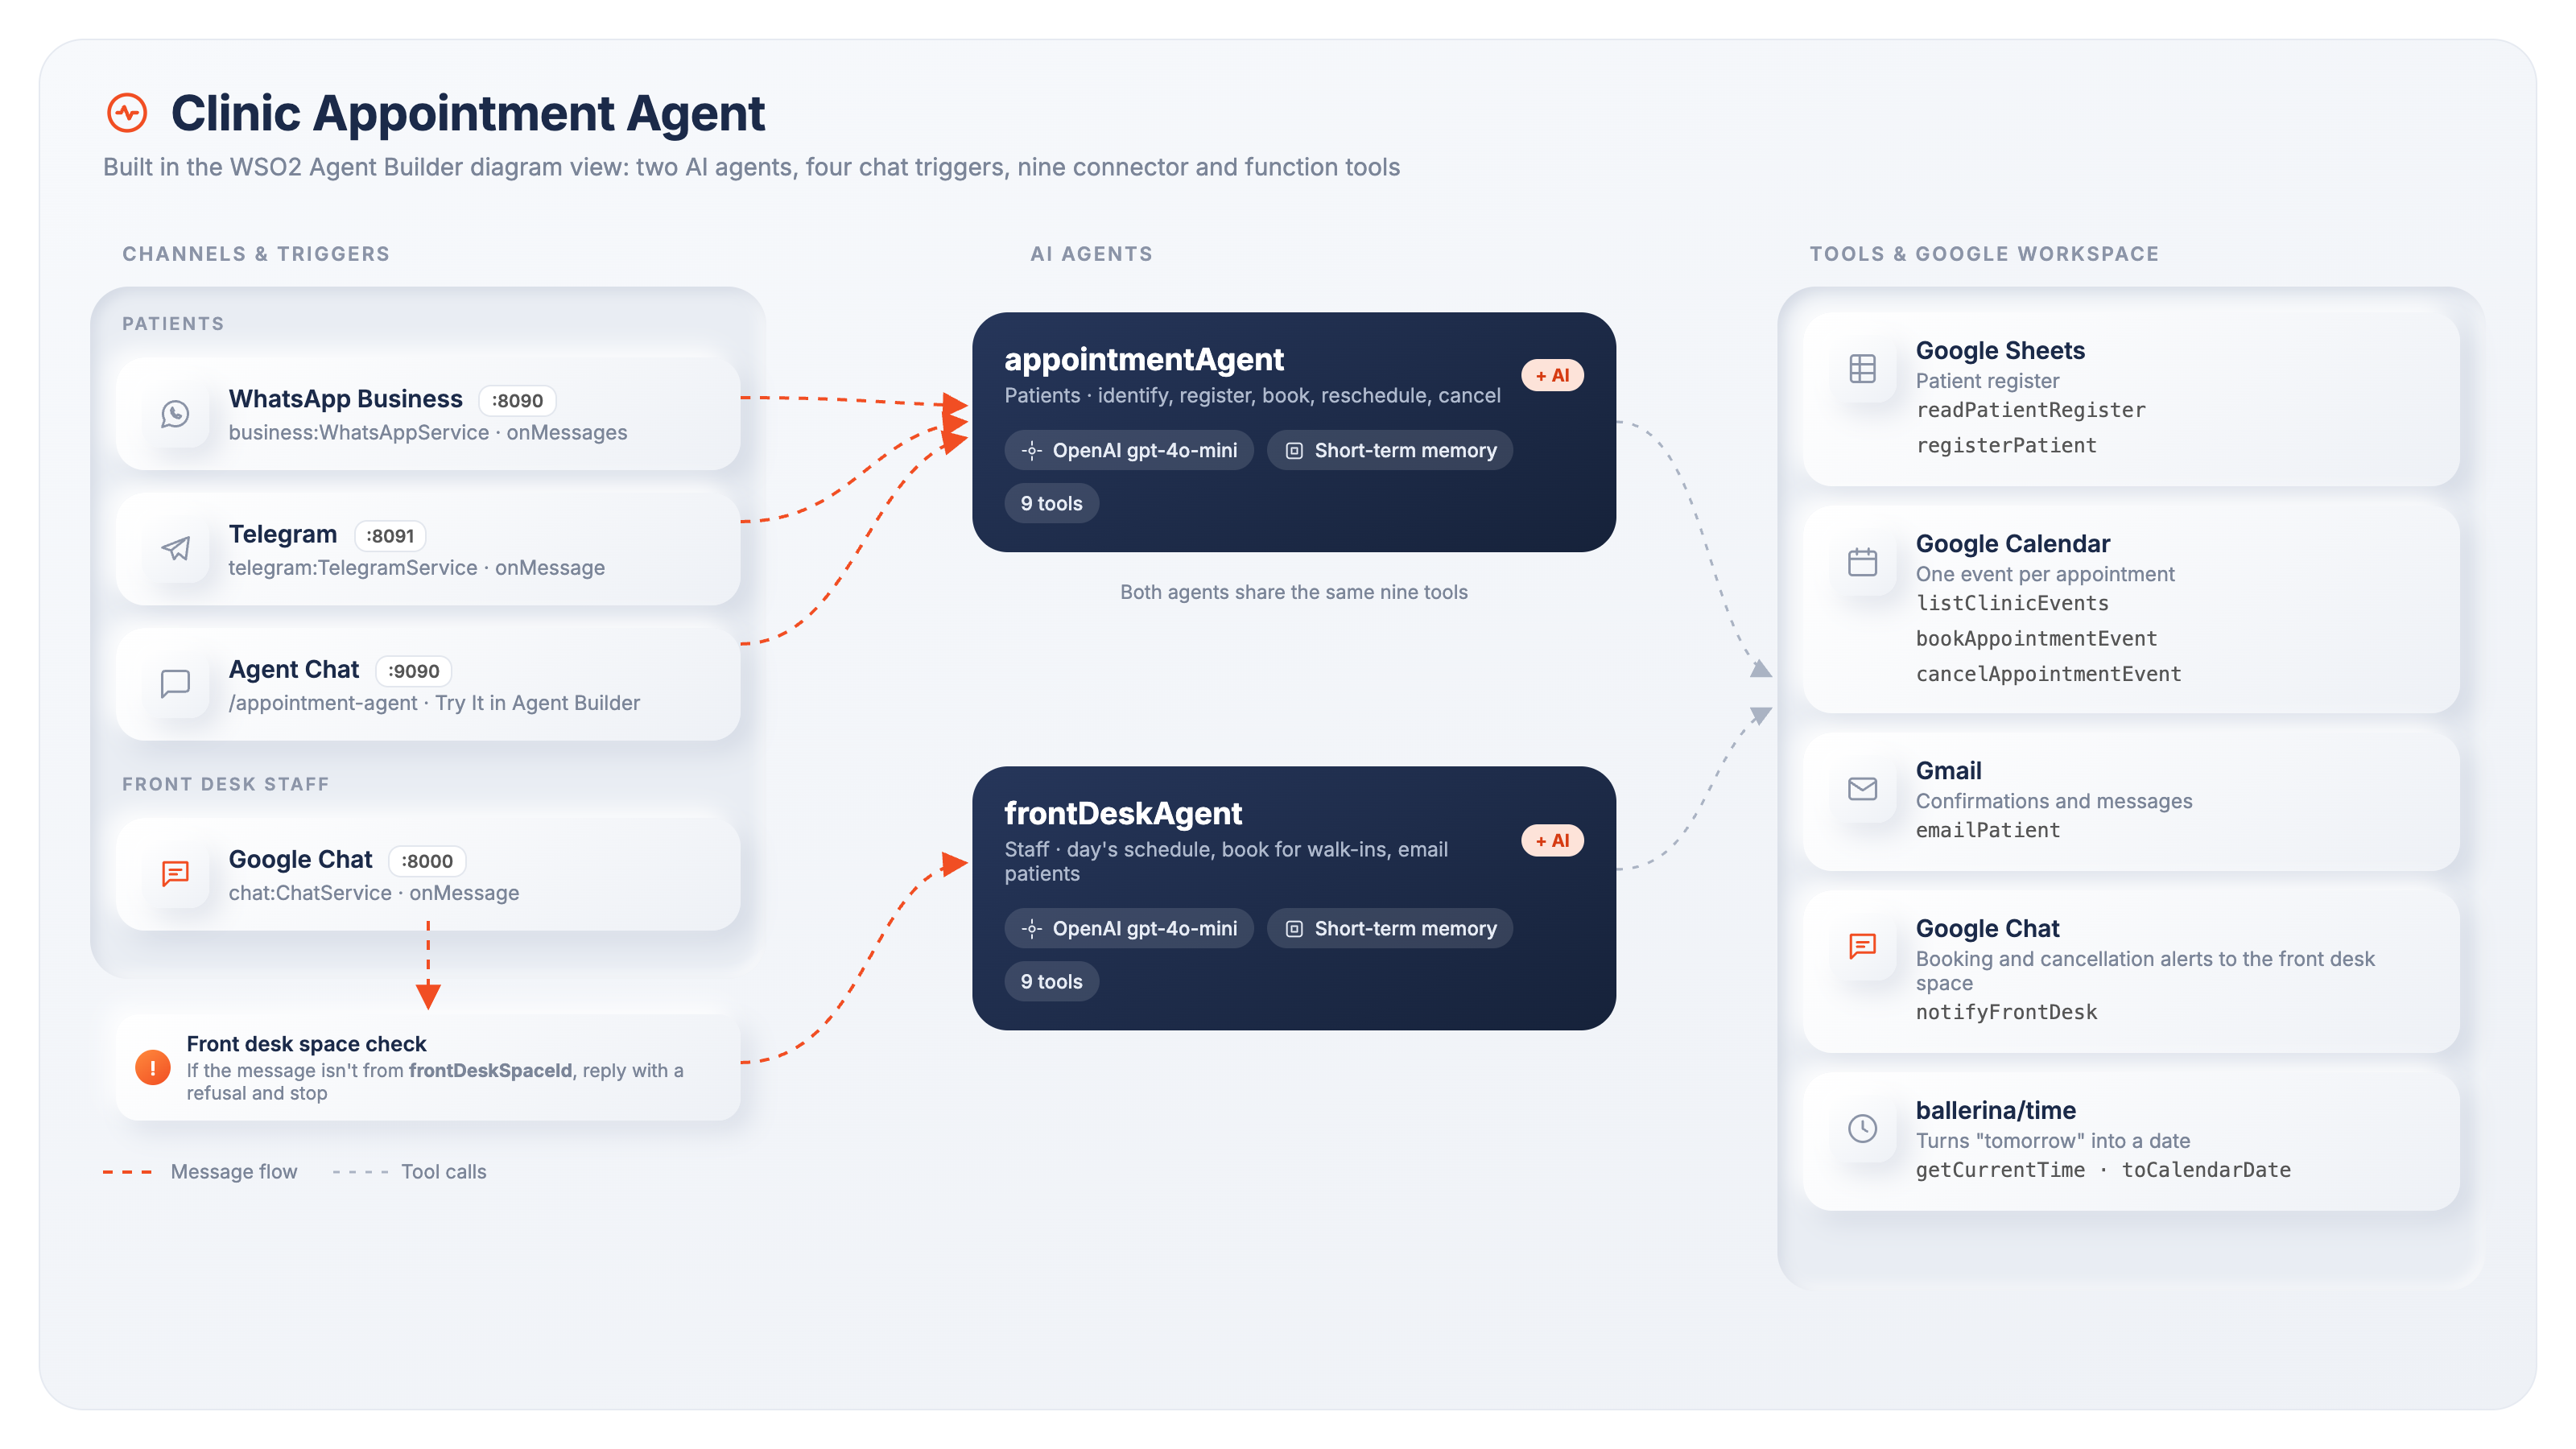 Clinic Appointment Agent
Built in the WSO2 Agent Builder diagram view: two AI agents, four chat triggers, nine connector and function tools
CHANNELS & TRIGGERS
PATIENTS
WhatsApp Business :8090
business:WhatsAppService · onMessages
Telegram :8091
telegram:TelegramService · onMessage
Agent Chat :9090
/appointment-agent · Try It in Agent Builder
FRONT DESK STAFF
Google Chat :8000
chat:ChatService · onMessage
!
Front desk space check
If the message isn't from frontDeskSpaceId, reply with a
refusal and stop
Message flow
Tool calls
AI AGENTS
appointmentAgent
Patients · identify, register, book, reschedule, cancel
+ AI
OpenAI gpt-4o-mini
Short-term memory
9 tools
Both agents share the same nine tools
frontDeskAgent
Staff · day's schedule, book for walk-ins, email
patients
+ AI
OpenAI gpt-4o-mini
Short-term memory
9 tools
TOOLS & GOOGLE WORKSPACE
Google Sheets
Patient register
readPatientRegister
registerPatient
Google Calendar
One event per appointment
listClinicEvents
bookAppointmentEvent
cancelAppointmentEvent
Gmail
Confirmations and messages
emailPatient
Google Chat
Booking and cancellation alerts to the front desk
space
notifyFrontDesk
ballerina/time
Turns "tomorrow" into a date
getCurrentTime · toCalendarDate